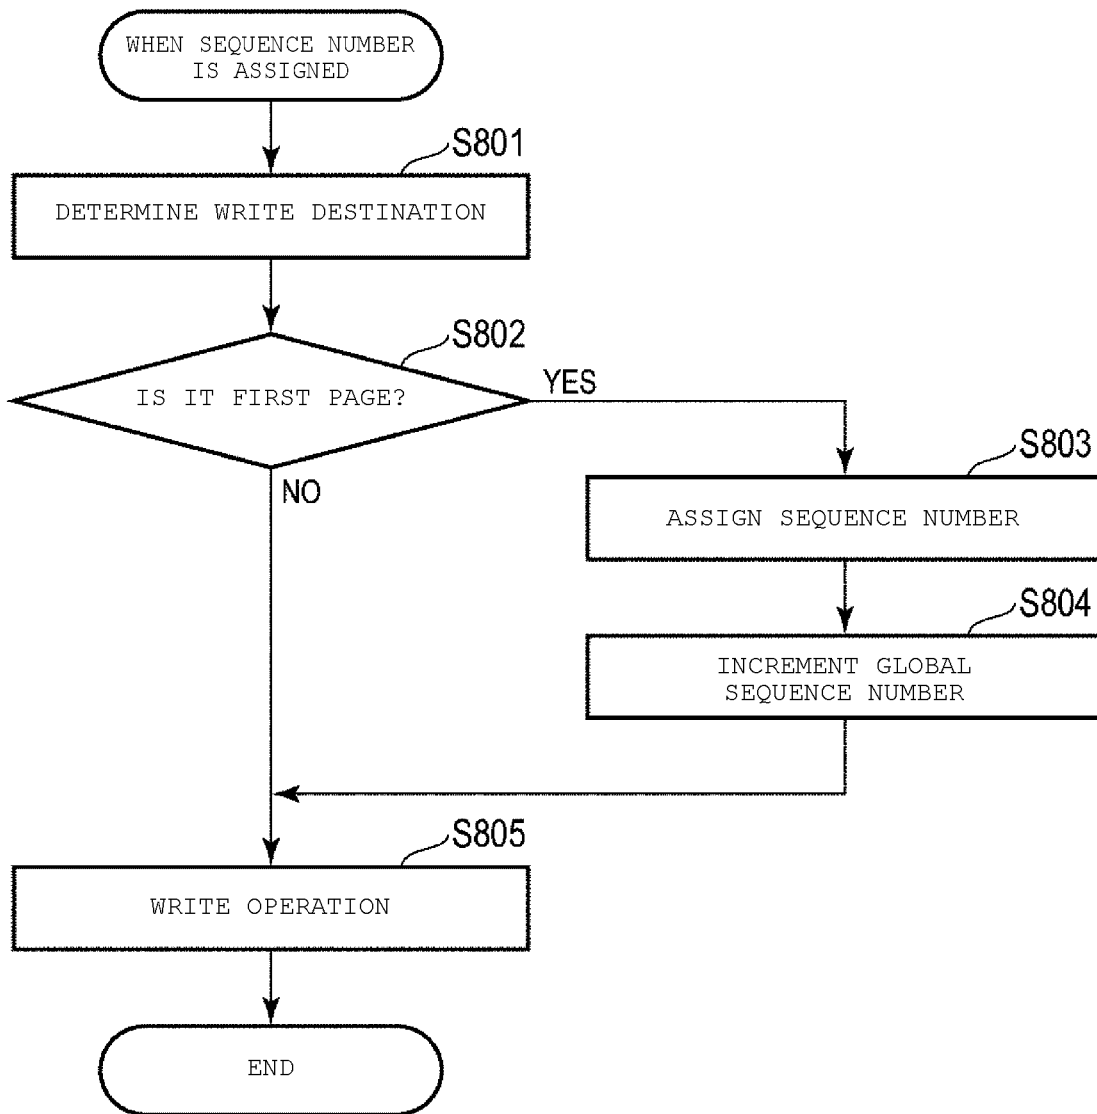 WHEN SEQUENCE NUMBER
IS ASSIGNED
S801
DETERMINE WRITE DESTINATION
S802
IS IT FIRST PAGE?
YES
NO
S803
ASSIGN SEQUENCE NUMBER
S804
INCREMENT GLOBAL
SEQUENCE NUMBER
S805
WRITE OPERATION
END